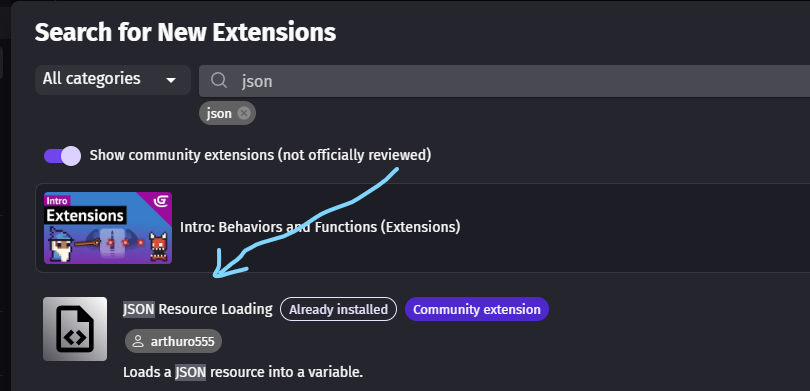 Search for New Extensions
All categories
json
json
Show community extensions (not officially reviewed)
Intro
Extensions
Intro: Behaviors and Functions (Extensions)
JSON Resource Loading Already installed Community extension
arthuro555
Loads a JSON resource into a variable.